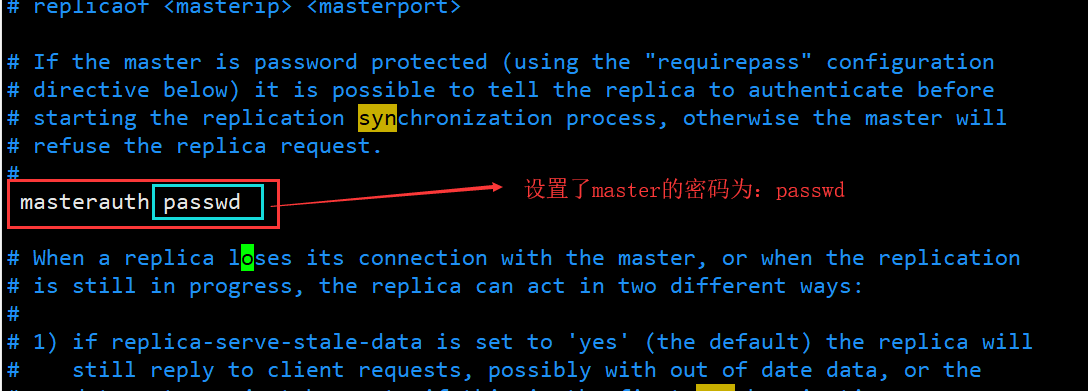 # replicaof <masterip> <masterport>
# If the master is password protected (using the "requirepass" configuration
# directive below) it is possible to tell the replica to authenticate before
# starting the replication synchronization process, otherwise the master will
# refuse the replica request.
#
masterauth passwd
设置了master的密码为：passwd
# When a replica loses its connection with the master, or when the replication
# is still in progress, the replica can act in two different ways:
#
# 1) if replica-serve-stale-data is set to 'yes' (the default) the replica will
#    still reply to client requests, possibly with out of date data, or the